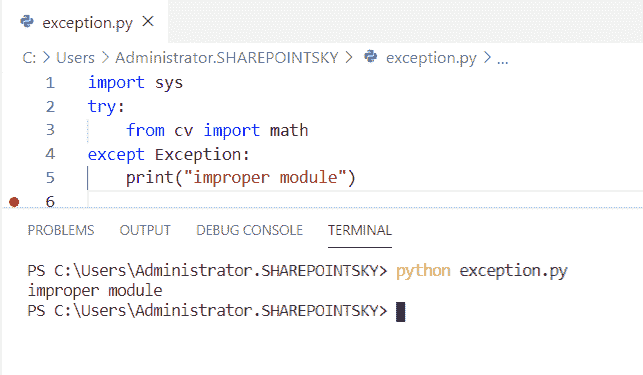 exception.py ×
C: > Users > Administrator.SHAREPOINTSKY > exception.py > ...
1 import sys
2 try:
3     from cv import math
4 except Exception:
5     print("improper module")
6
PROBLEMS OUTPUT DEBUG CONSOLE TERMINAL
PS C:\Users\Administrator.SHAREPOINTSKY> python exception.py
improper module
PS C:\Users\Administrator.SHAREPOINTSKY>